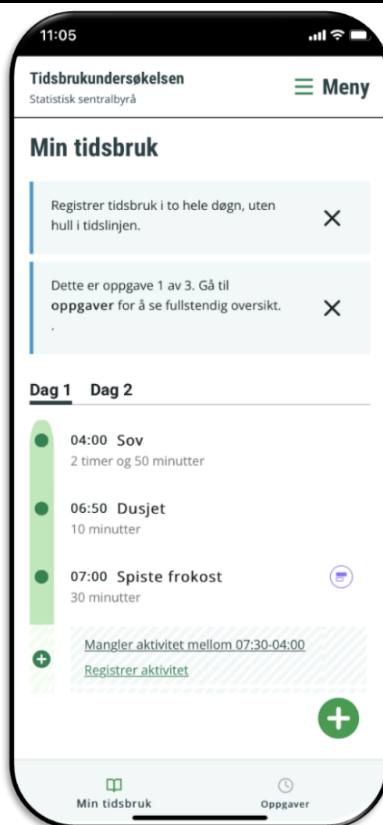 11:05
Tidsbrukundersøkelsen
Statistisk sentralbyrå
Meny
Min tidsbruk
Registrer tidsbruk i to hele døgn, uten
hull i tidslinjen.
Dette er oppgave 1 av 3. Gå til
oppgaver for å se fullstendig oversikt.
.
Dag 1 Dag 2
04:00 Sov
2 timer og 50 minutter
06:50 Dusjet
10 minutter
07:00 Spiste frokost
30 minutter
Mangler aktivitet mellom 07:30-04:00
Registrer aktivitet
Min tidsbruk
Oppgaver